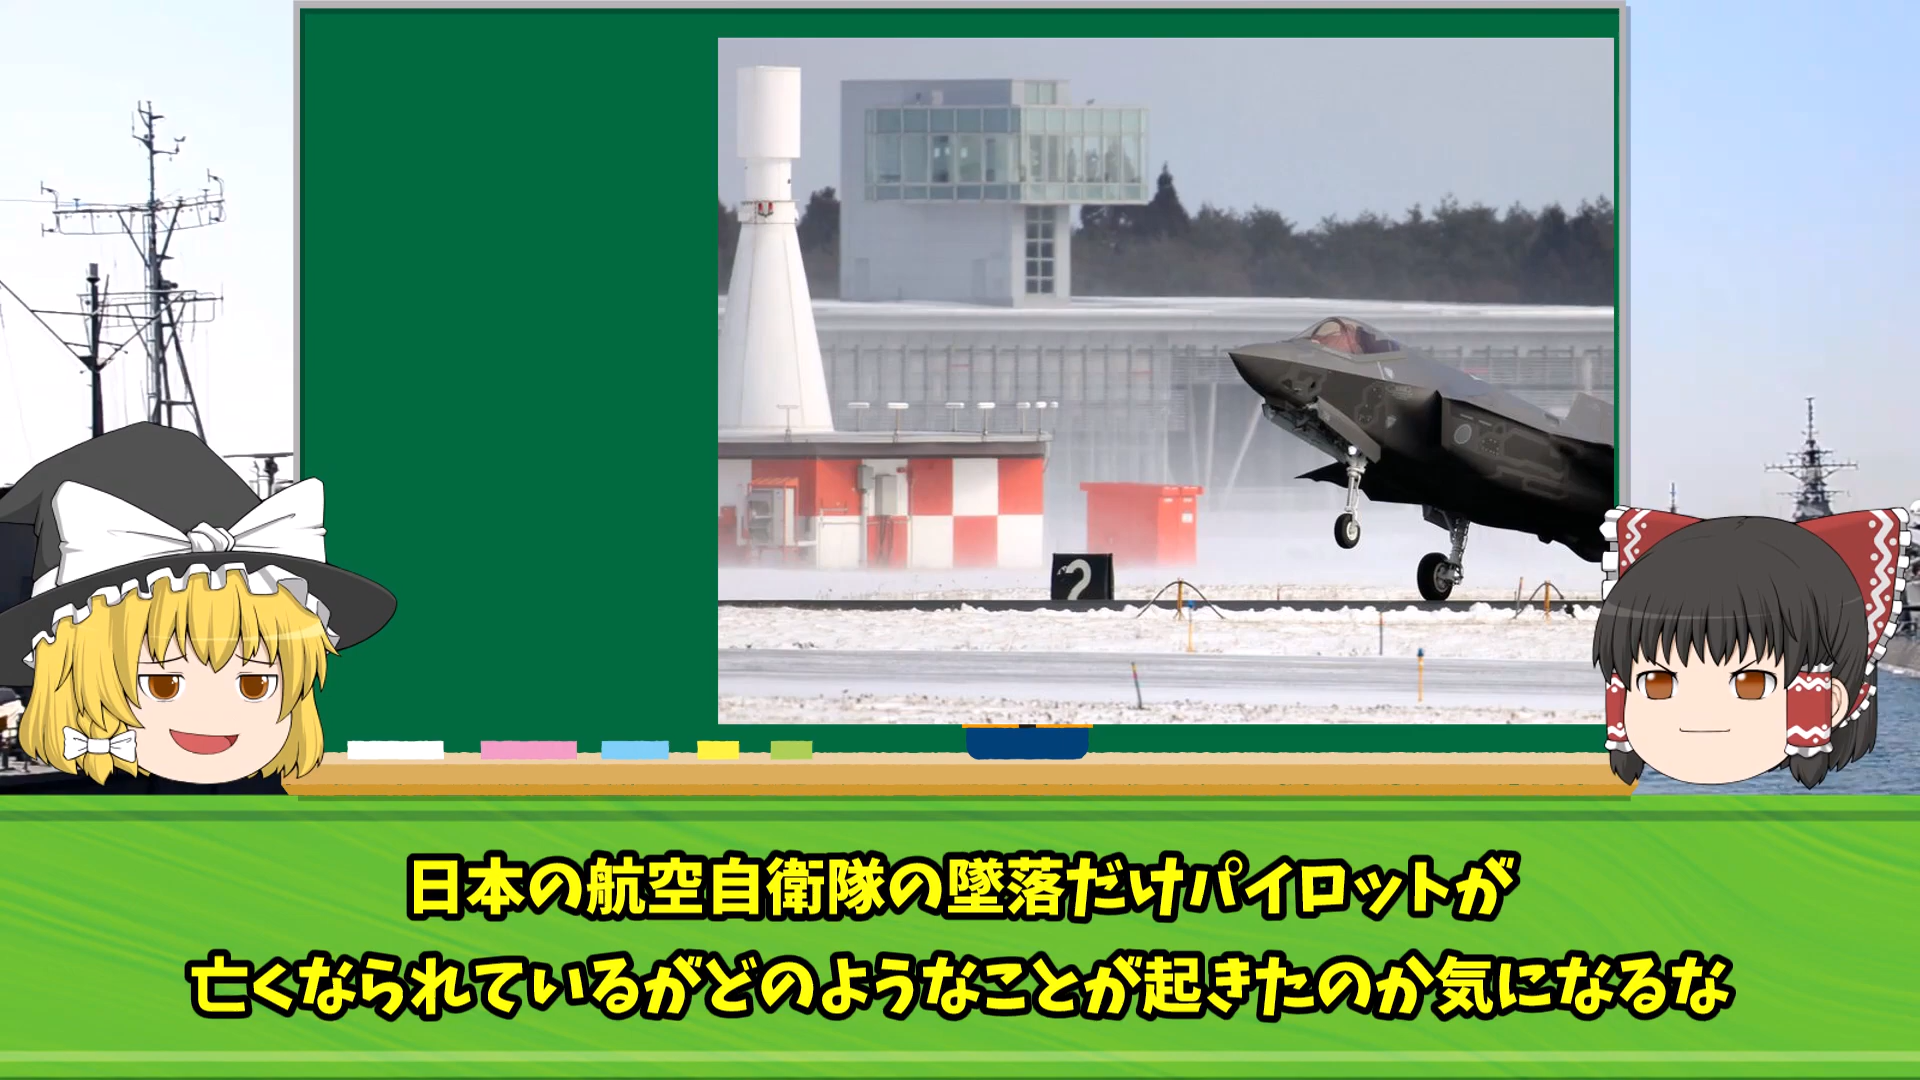 ?
日本の航空自衛隊の墜落だけパイロットが
亡くなられているがどのようなことが起きたのか気になるな